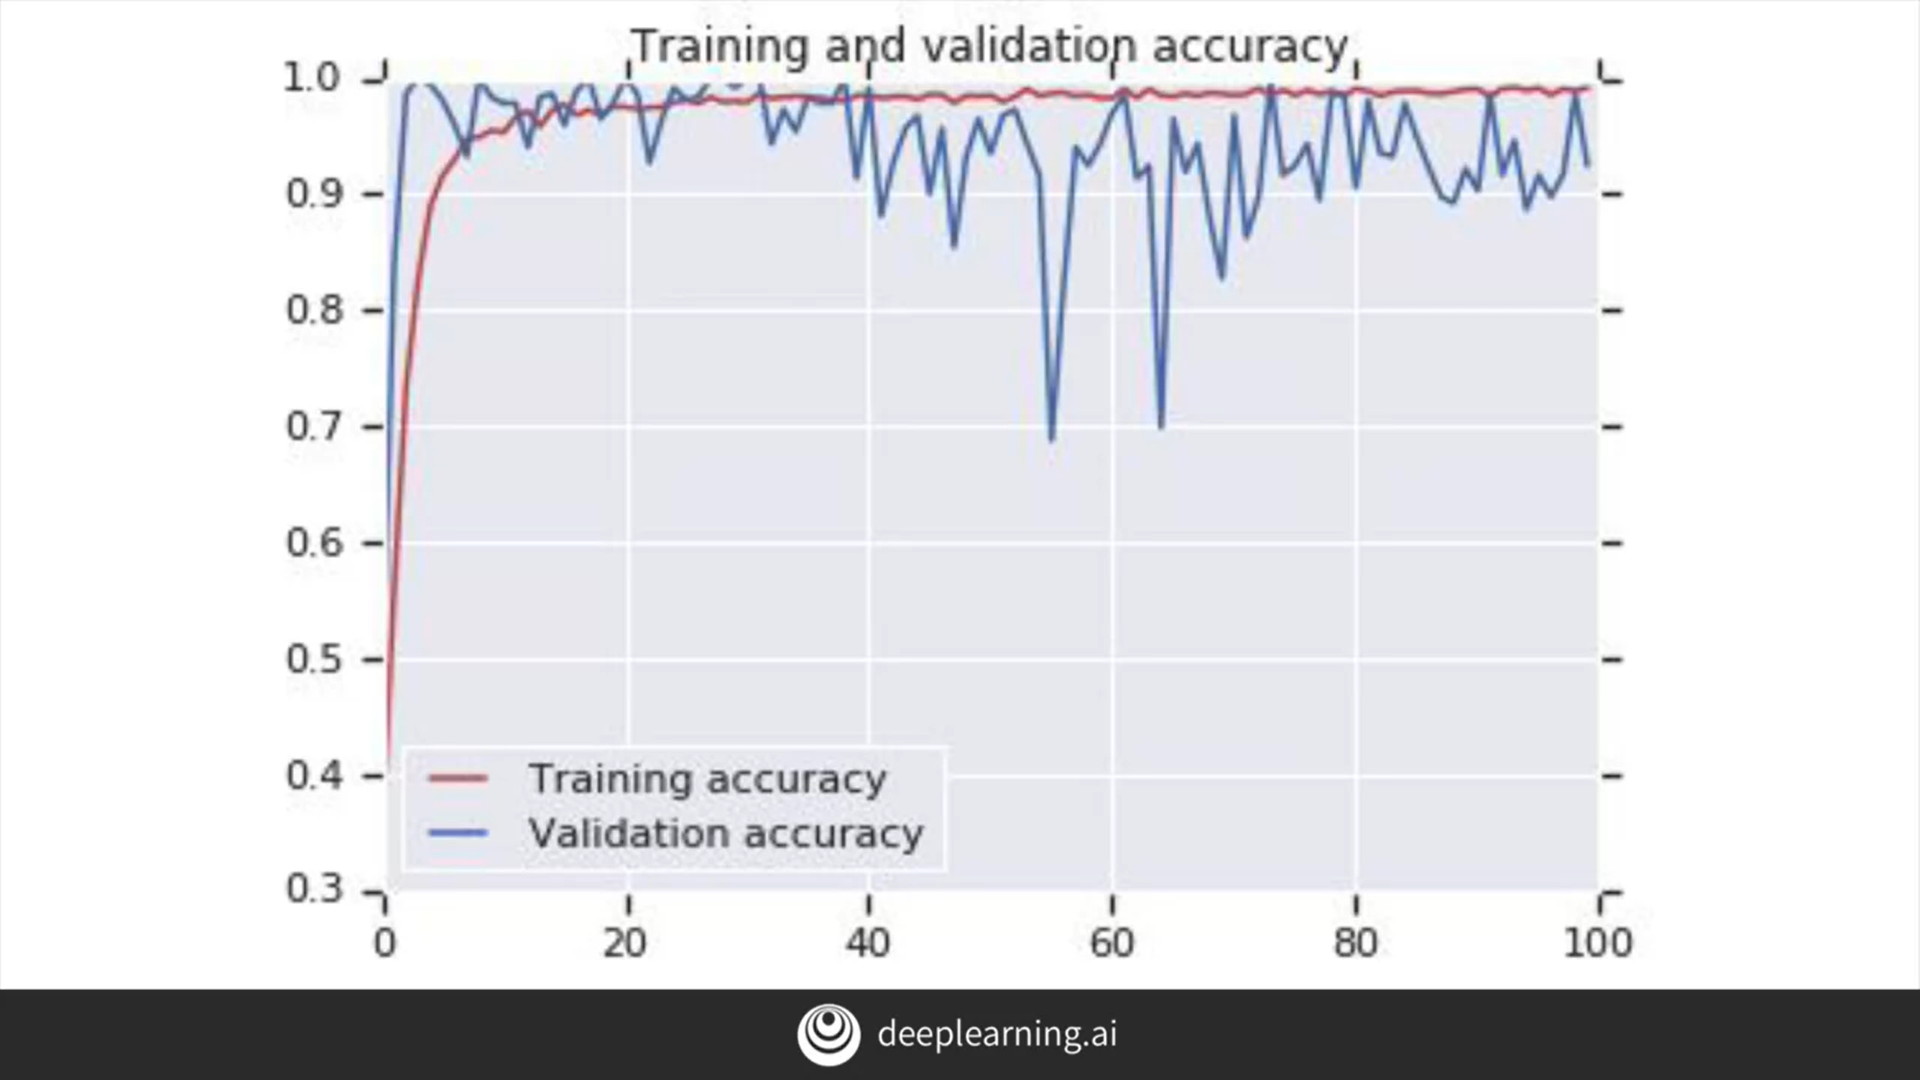 Training and validation accuracy
1.0
0.9
0.8
0.7
0.6
0.5
0.4
0.3
Training accuracy
Validation accuracy
0 20 40 60 80 100
deeplearning.ai